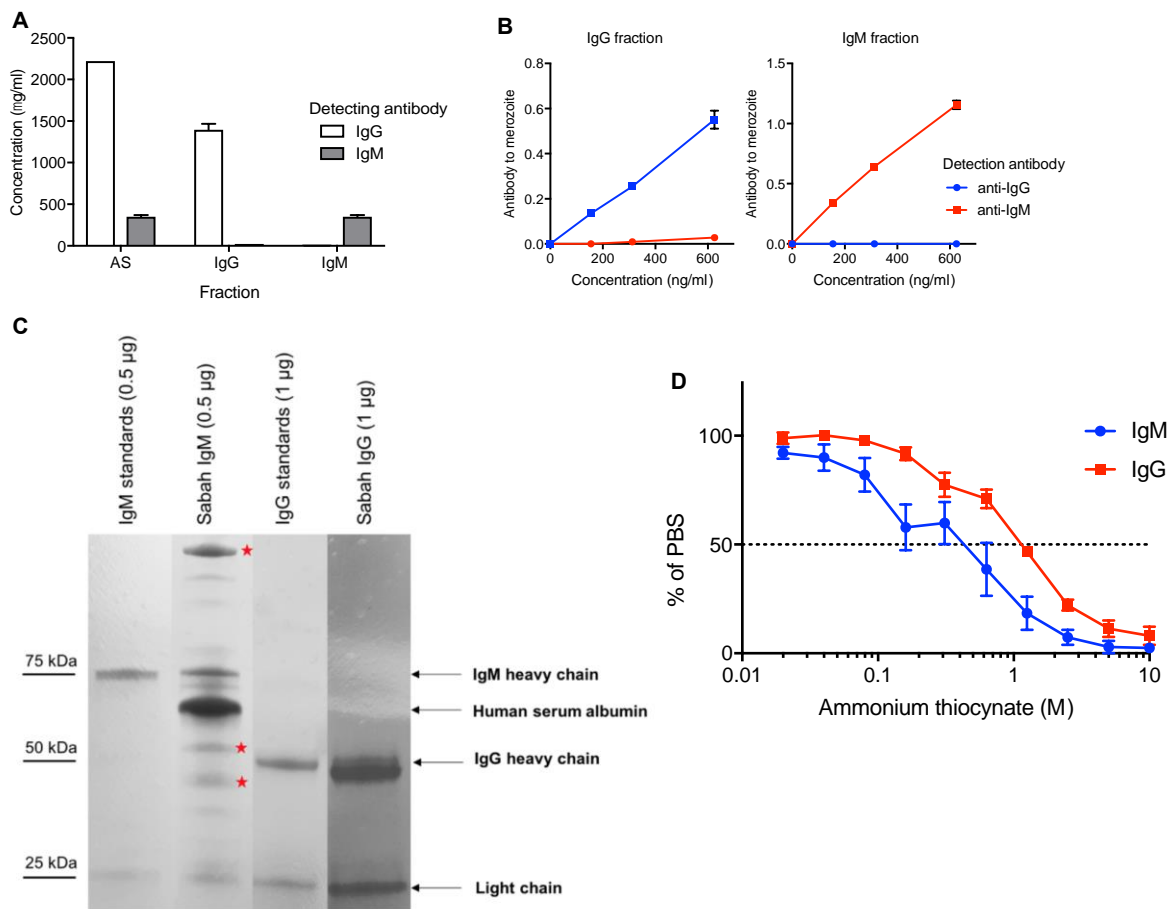 A
2500
2000
1500
1000
500
0
Concentration (mg/ml)
AS
IgG
IgM
Fraction
Detecting antibody
IgG
IgM
B
IgG fraction
0.8
0.6
0.4
0.2
0.0
Antibody to merozoite
0
200
400
600
Concentration (ng/ml)
IgM fraction
1.5
1.0
0.5
0.0
Antibody to merozoite
0
200
400
600
Concentration (ng/ml)
Detection antibody
anti-IgG
anti-IgM
C
IgM standards (0.5 µg)
Sabah IgM (0.5 µg)
IgG standards (1 µg)
Sabah IgG (1 µg)
75 kDa
50 kDa
25 kDa
IgM heavy chain
Human serum albumin
IgG heavy chain
Light chain
D
100
50
0
% of PBS
0.01
0.1
1
10
Ammonium thiocynate (M)
IgM
IgG